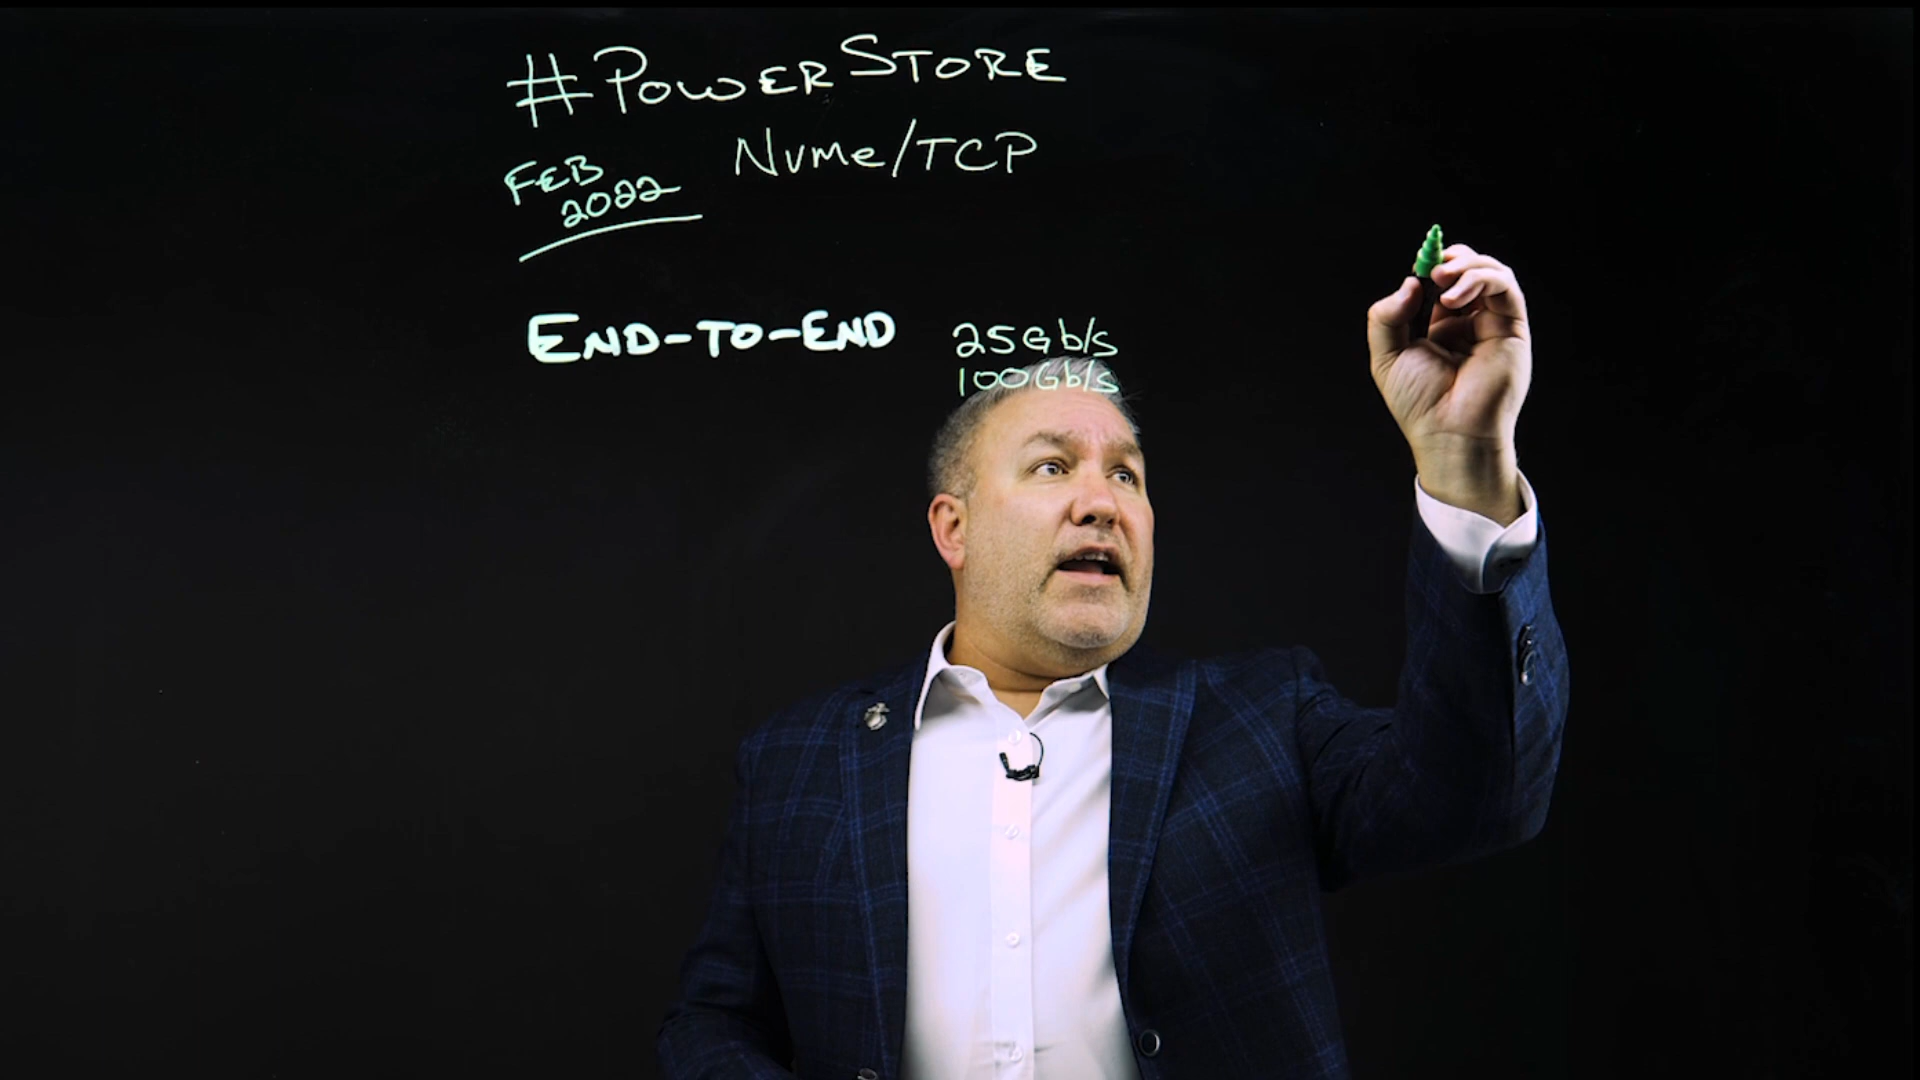 #POWERSTORE
NVMe/TCP
FEB
2022
END-TO-END
25Gb/s
100Gb/s